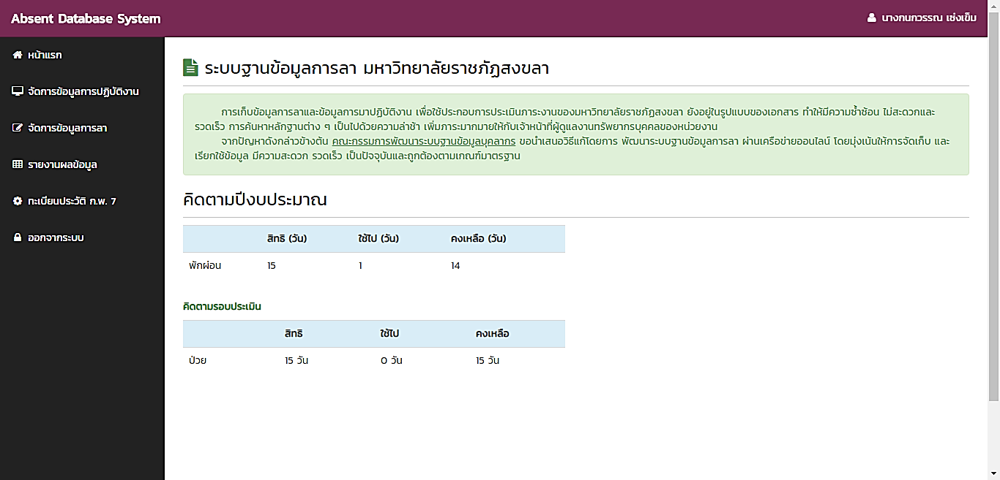 Absent Database System
นางกนกวรรณ เซ่งเข็ม
หน้าแรก
จัดการข้อมูลการปฏิบัติงาน
จัดการข้อมูลการลา
รายงานผลข้อมูล
ทะเบียนประวัติ ก.พ. 7
ออกจากระบบ
ระบบฐานข้อมูลการลา มหาวิทยาลัยราชภัฏสงขลา
การเก็บข้อมูลการลาและข้อมูลการมาปฏิบัติงาน เพื่อใช้ประกอบการประเมินภาระงานของมหาวิทยาลัยราชภัฏสงขลา ยังอยู่ในรูปแบบของเอกสาร ทำให้มีความซ้ำซ้อน ไม่สะดวกและ
รวดเร็ว การค้นหาหลักฐานต่าง ๆ เป็นไปด้วยความล่าช้า เพิ่มภาระมากมายให้กับเจ้าหน้าที่ผู้ดูแลงานทรัพยากรบุคคลของหน่วยงาน
จากปัญหาดังกล่าวข้างต้น คณะกรรมการพัฒนาระบบฐานข้อมูลบุคลากร ขอนำเสนอวิธีแก้โดยการ พัฒนาระบบฐานข้อมูลการลา ผ่านเครือข่ายออนไลน์ โดยมุ่งเน้นให้การจัดเก็บ และ
เรียกใช้ข้อมูล มีความสะดวก รวดเร็ว เป็นปัจจุบันและถูกต้องตามเกณฑ์มาตรฐาน
คิดตามปีงบประมาณ
สิทธิ (วัน) ใช้ไป (วัน) คงเหลือ (วัน)
พักผ่อน 15 1 14
คิดตามรอบประเมิน
สิทธิ ใช้ไป คงเหลือ
ป่วย 15 วัน 0 วัน 15 วัน